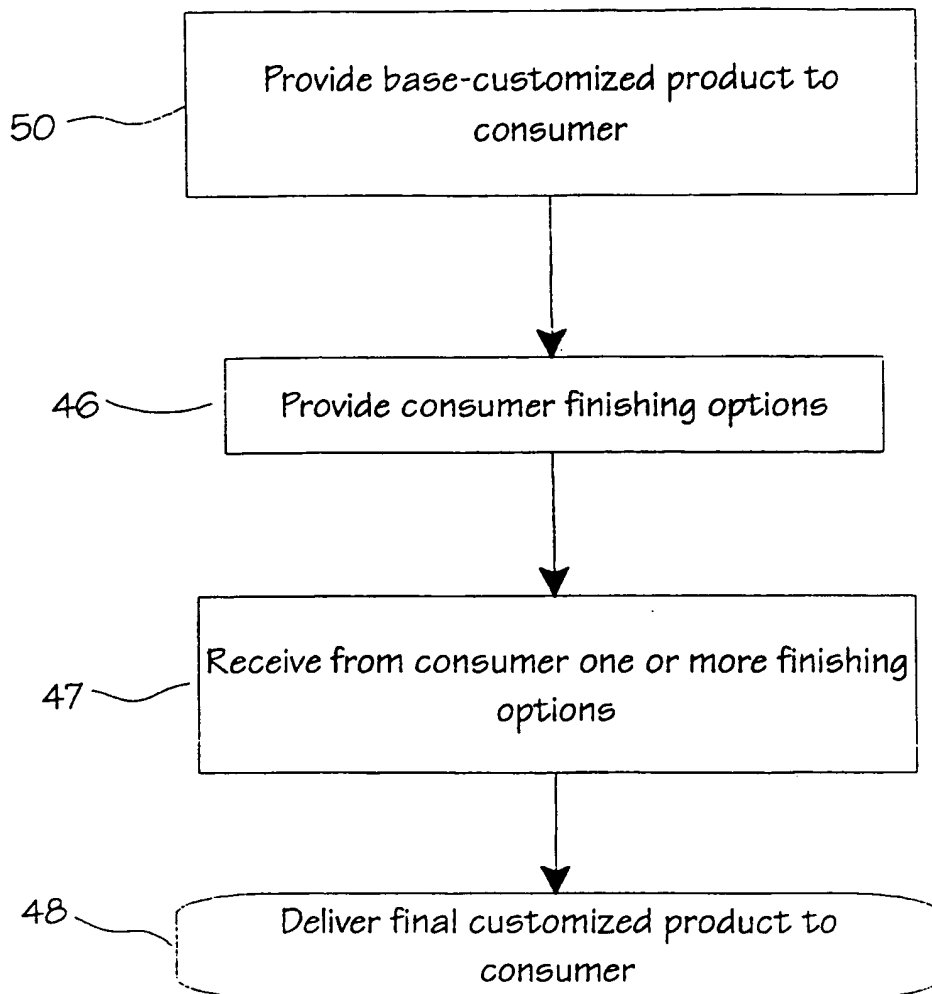 Provide base-customized product to
consumer
50
Provide consumer finishing options
46
Receive from consumer one or more finishing
options
47
Deliver final customized product to
consumer
48